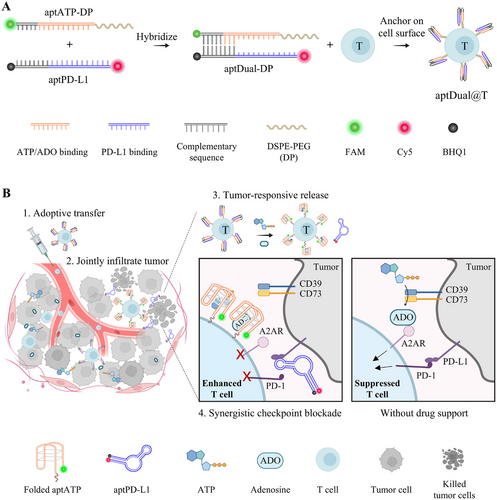 A
aptATP-DP
+
aptPD-L1
Hybridize
aptDual-DP
+
T
Anchor on
cell surface
T
aptDual@T
ATP/ADO binding
PD-L1 binding
Complementary
sequence
DSPE-PEG
(DP)
FAM
Cy5
BHQ1
B
1. Adoptive transfer
T
2. Jointly infiltrate tumor
3. Tumor-responsive release
T
T
Tumor
CD39
CD73
ADO
A2AR
X
X
PD-1
Enhanced
T cell
4. Synergistic checkpoint blockade
Tumor
CD39
CD73
ADO
A2AR
PD-L1
PD-1
Suppressed
T cell
Without drug support
Folded aptATP
aptPD-L1
ATP
ADO
Adenosine
T cell
Tumor cell
Killed
tumor cells